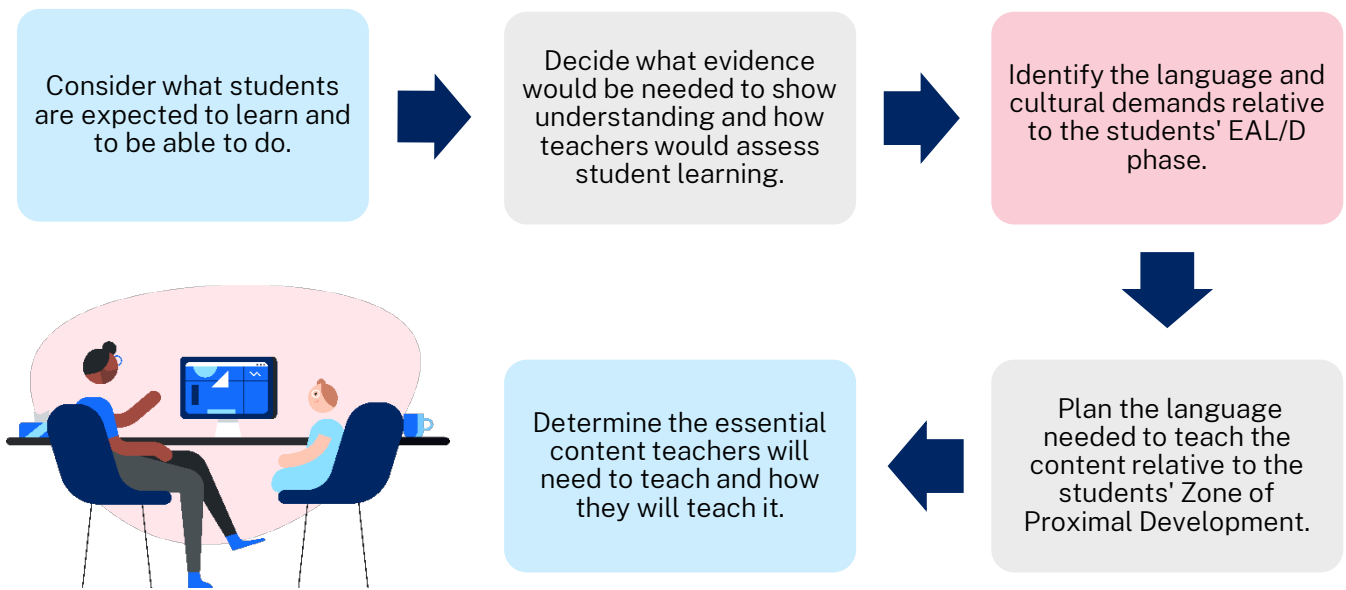 Consider what students
are expected to learn and
to be able to do.
Decide what evidence
would be needed to show
understanding and how
teachers would assess
student learning.
Identify the language and
cultural demands relative
to the students' EAL/D
phase.
Plan the language
needed to teach the
content relative to the
students' Zone of
Proximal Development.
Determine the essential
content teachers will
need to teach and how
they will teach it.